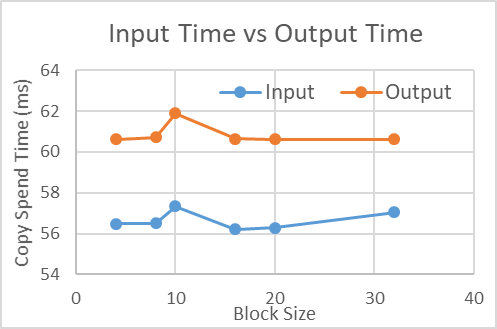 Input Time vs Output Time
Input Output
Copy Spend Time (ms)
64
62
60
58
56
54
0 10 20 30 40
Block Size